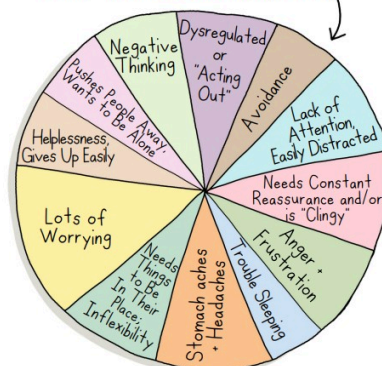 Dysregulated
or
"Acting
Out"
Avoidance
Lack of
Attention,
Easily Distracted
Needs Constant
Reassurance and/or
is "Clingy"
Anger +
Frustration
Trouble Sleeping
Stomach aches
+ Headaches
Needs
Things
to Be
In Their
Place;
Inflexibility
Lots of
Worrying
Helplessness,
Gives Up Easily
Pushes People Away,
Wants to Be Alone
Negative
Thinking